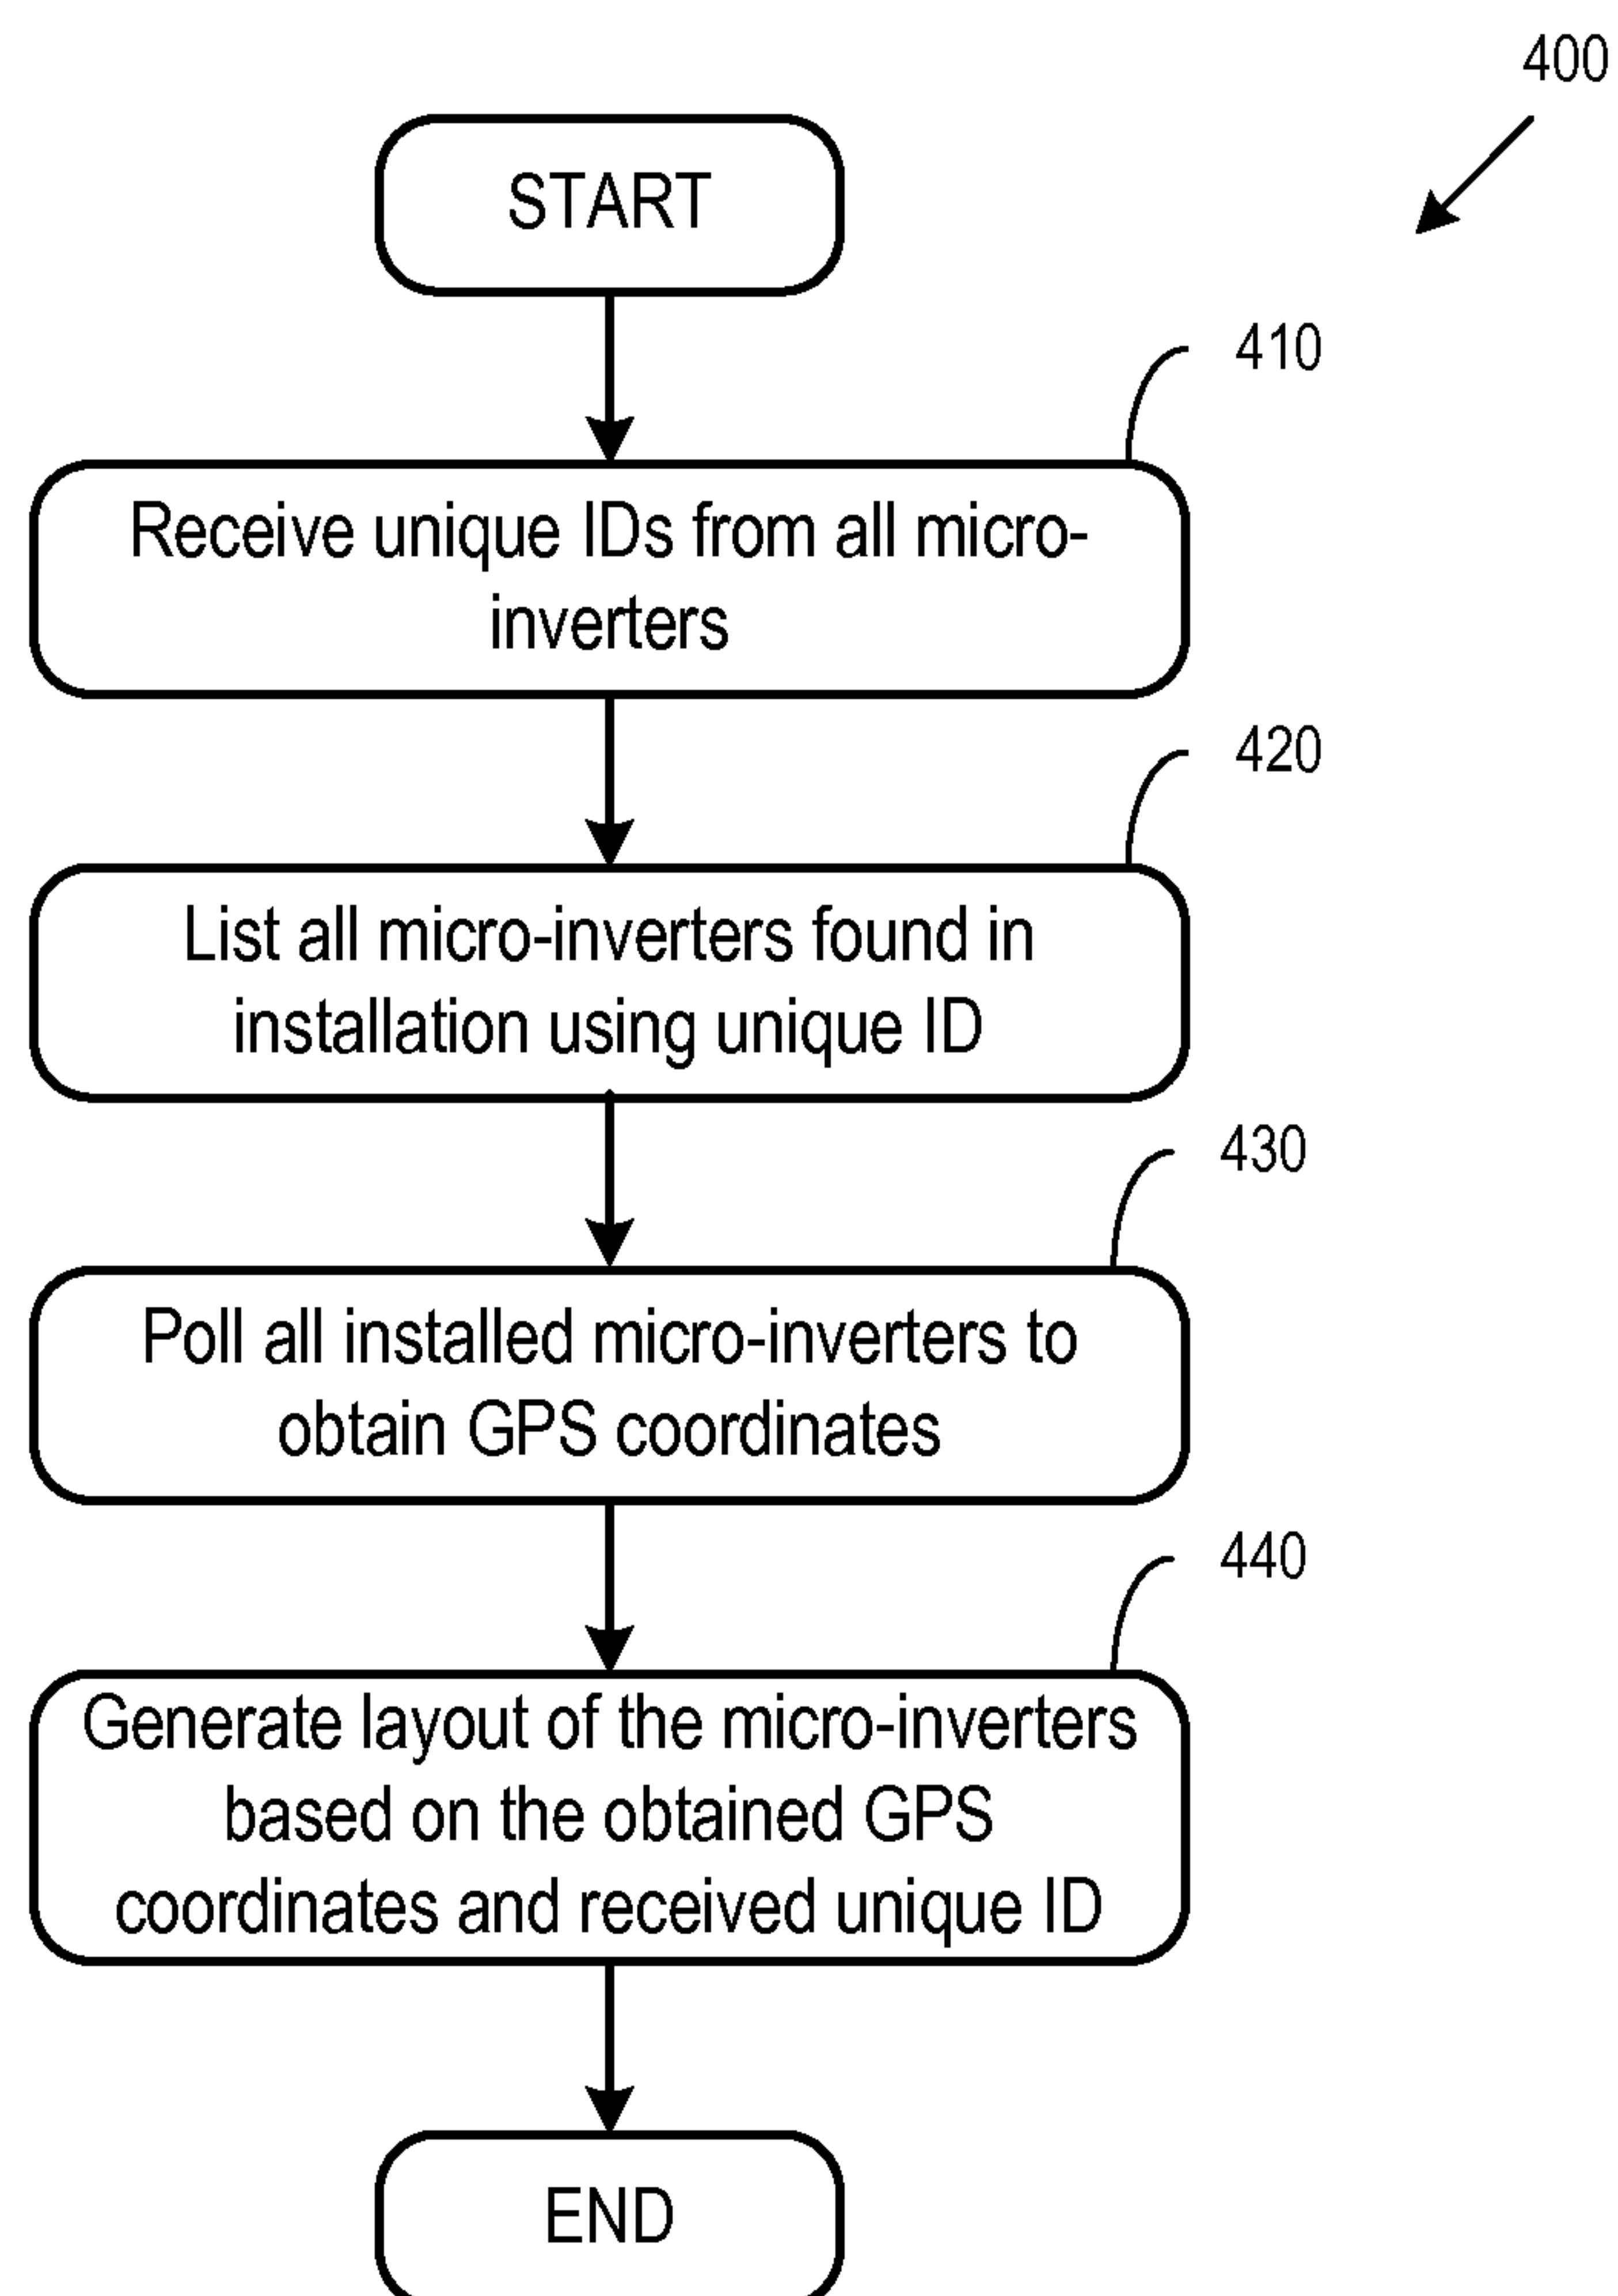 400
START
410
Receive unique IDs from all micro-
inverters
420
List all micro-inverters found in
installation using unique ID
430
Poll all installed micro-inverters to
obtain GPS coordinates
440
Generate layout of the micro-inverters
based on the obtained GPS
coordinates and received unique ID
END